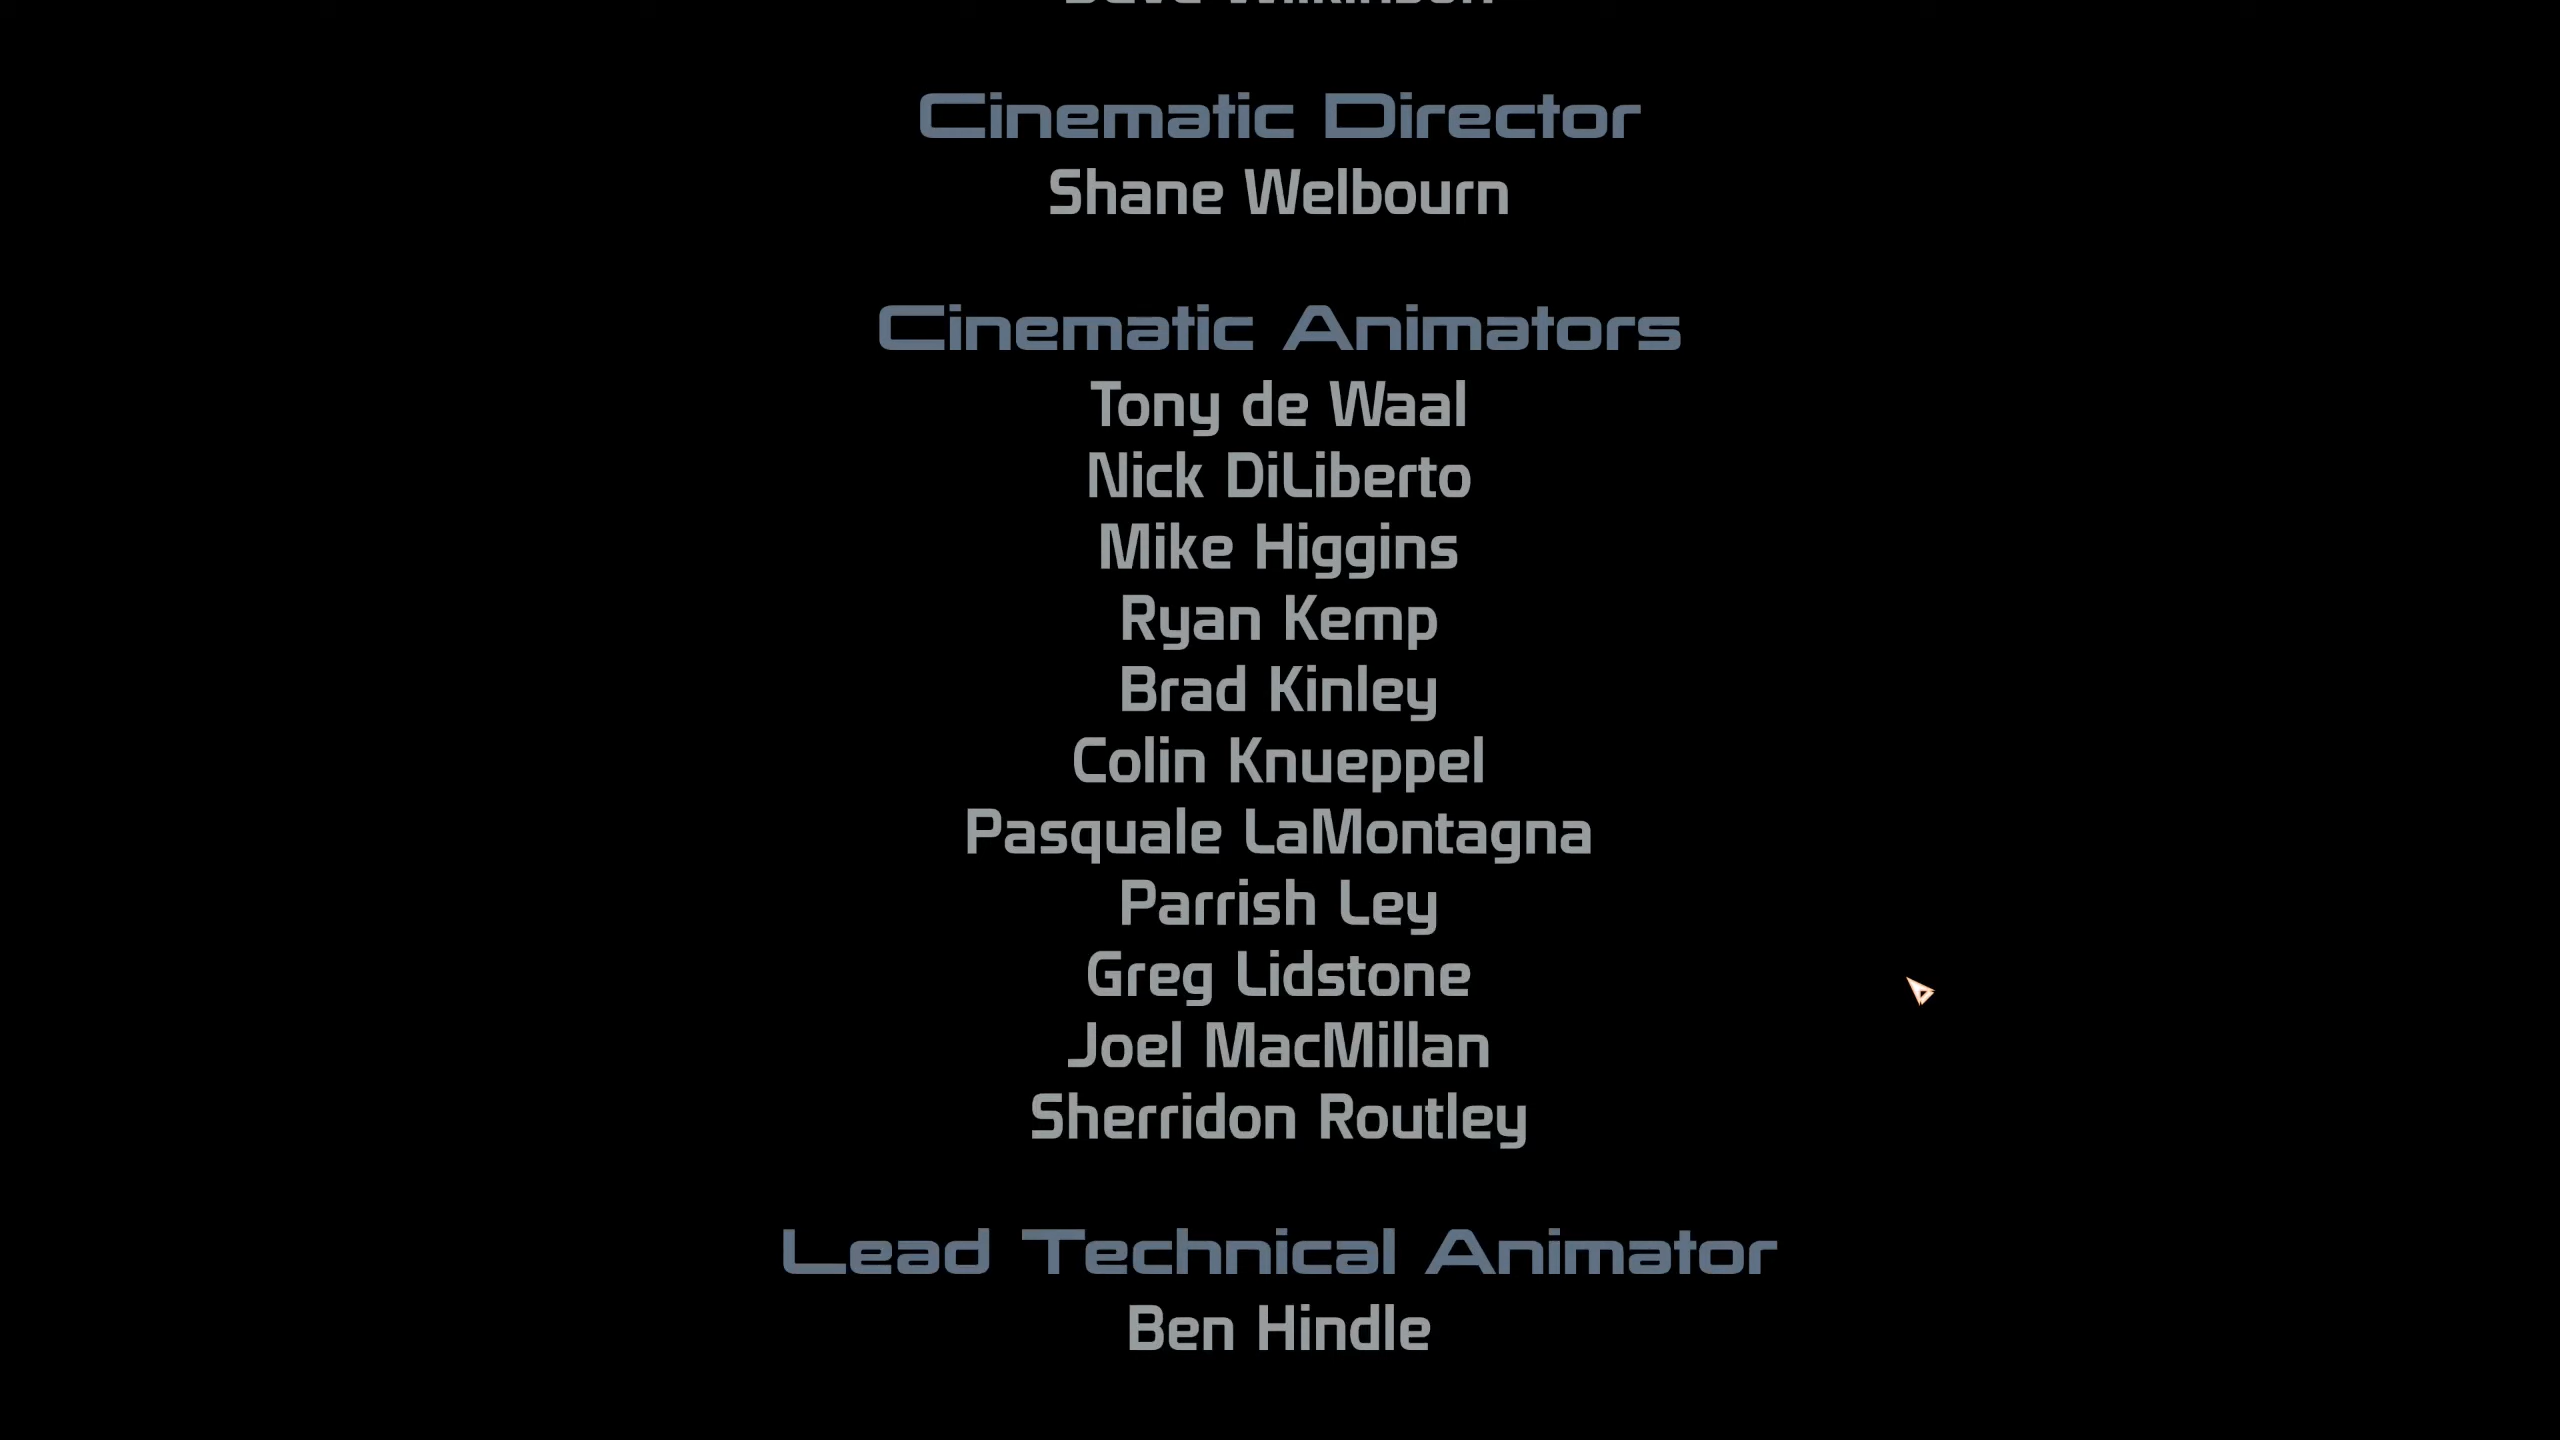 Cinematic Director
Shane Welbourn
Cinematic Animators
Tony de Waal
Nick DiLiberto
Mike Higgins
Ryan Kemp
Brad Kinley
Colin Knueppel
Pasquale LaMontagna
Parrish Ley
Greg Lidstone
Joel MacMillan
Sherridon Routley
Lead Technical Animator
Ben Hindle